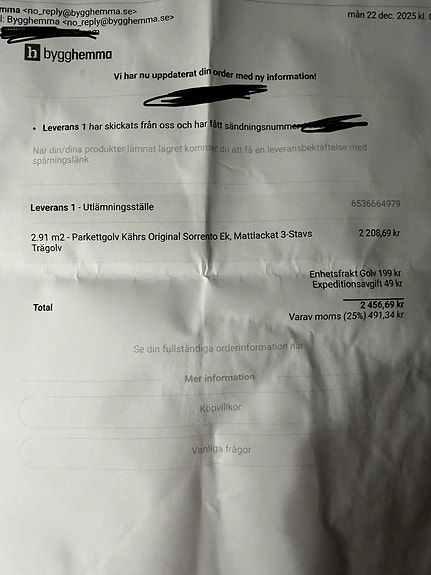 mma <no_reply@bygghemma.se>
l: Bygghemma <no_reply@bygghemma.se>
mån 22 dec. 2025 kl.
h bygghemma
Vi har nu uppdaterat din order med ny information!
• Leverans 1 har skickats från oss och har fått sändningsnummer
När din/dina produkter lämnat lagret kommer du att få en leveransbekräftelse med
spårningslänk
Leverans 1 - Utlämningsställe 6536664979
2.91 m2 - Parkettgolv Kährs Original Sorrento Ek, Mattlackat 3-Stavs 2 208,69 kr
Trägolv
Enhetsfrakt Golv 199 kr
Expeditionsavgift 49 kr
Total 2 456,69 kr
Varav moms (25%) 491,34 kr
Se din fullständiga orderinformation här
Mer information
Köpvillkor
Vanliga frågor